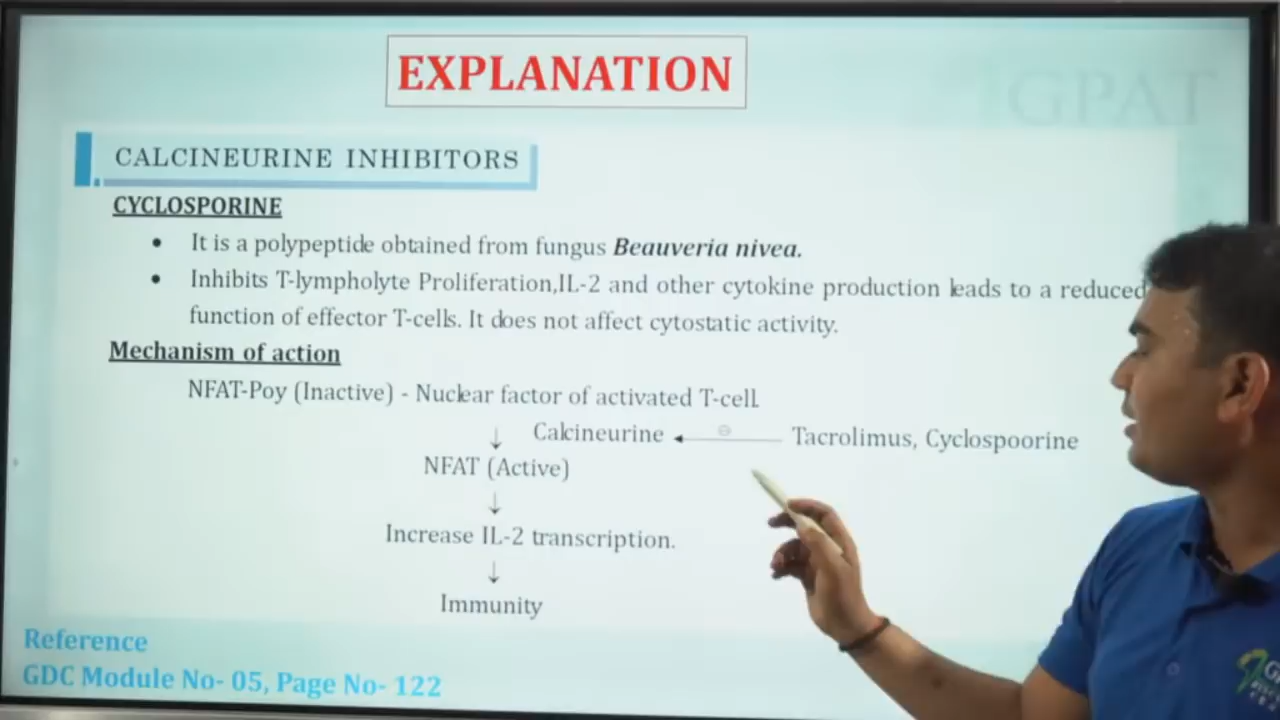 EXPLANATION
GPAT
CALCINEURINE INHIBITORS
CYCLOSPORINE
• It is a polypeptide obtained from fungus Beauveria nivea.
• Inhibits T-lympholyte Proliferation,IL-2 and other cytokine production leads to a reduced
function of effector T-cells. It does not affect cytostatic activity.
Mechanism of action
NFAT-Poy (Inactive) - Nuclear factor of activated T-cell.
↓ Calcineurine ◄─⊖─ Tacrolimus, Cyclospoorine
NFAT (Active)
↓
Increase IL-2 transcription.
↓
Immunity
Reference
GDC Module No- 05, Page No- 122